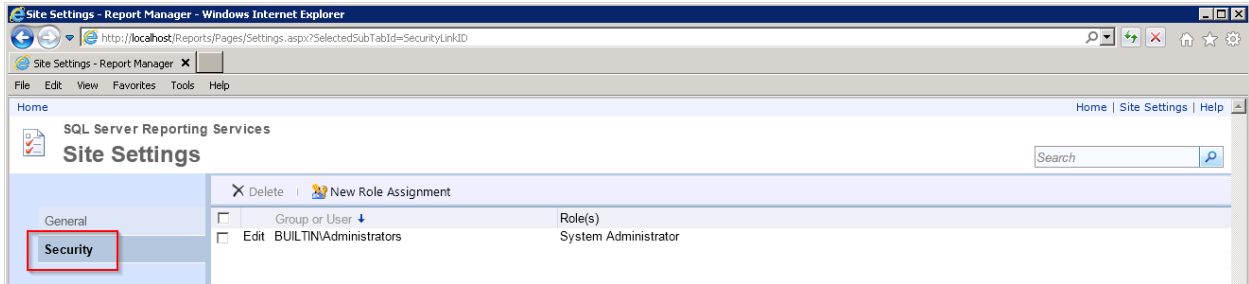 Site Settings - Report Manager - Windows Internet Explorer
http://localhost/Reports/Pages/Settings.aspx?SelectedSubTabId=SecurityLinkID
Site Settings - Report Manager
File Edit View Favorites Tools Help
Home
Home | Site Settings | Help
SQL Server Reporting Services
Site Settings
Search
Delete | New Role Assignment
General
Group or User Role(s)
Security
Edit BUILTIN\Administrators System Administrator